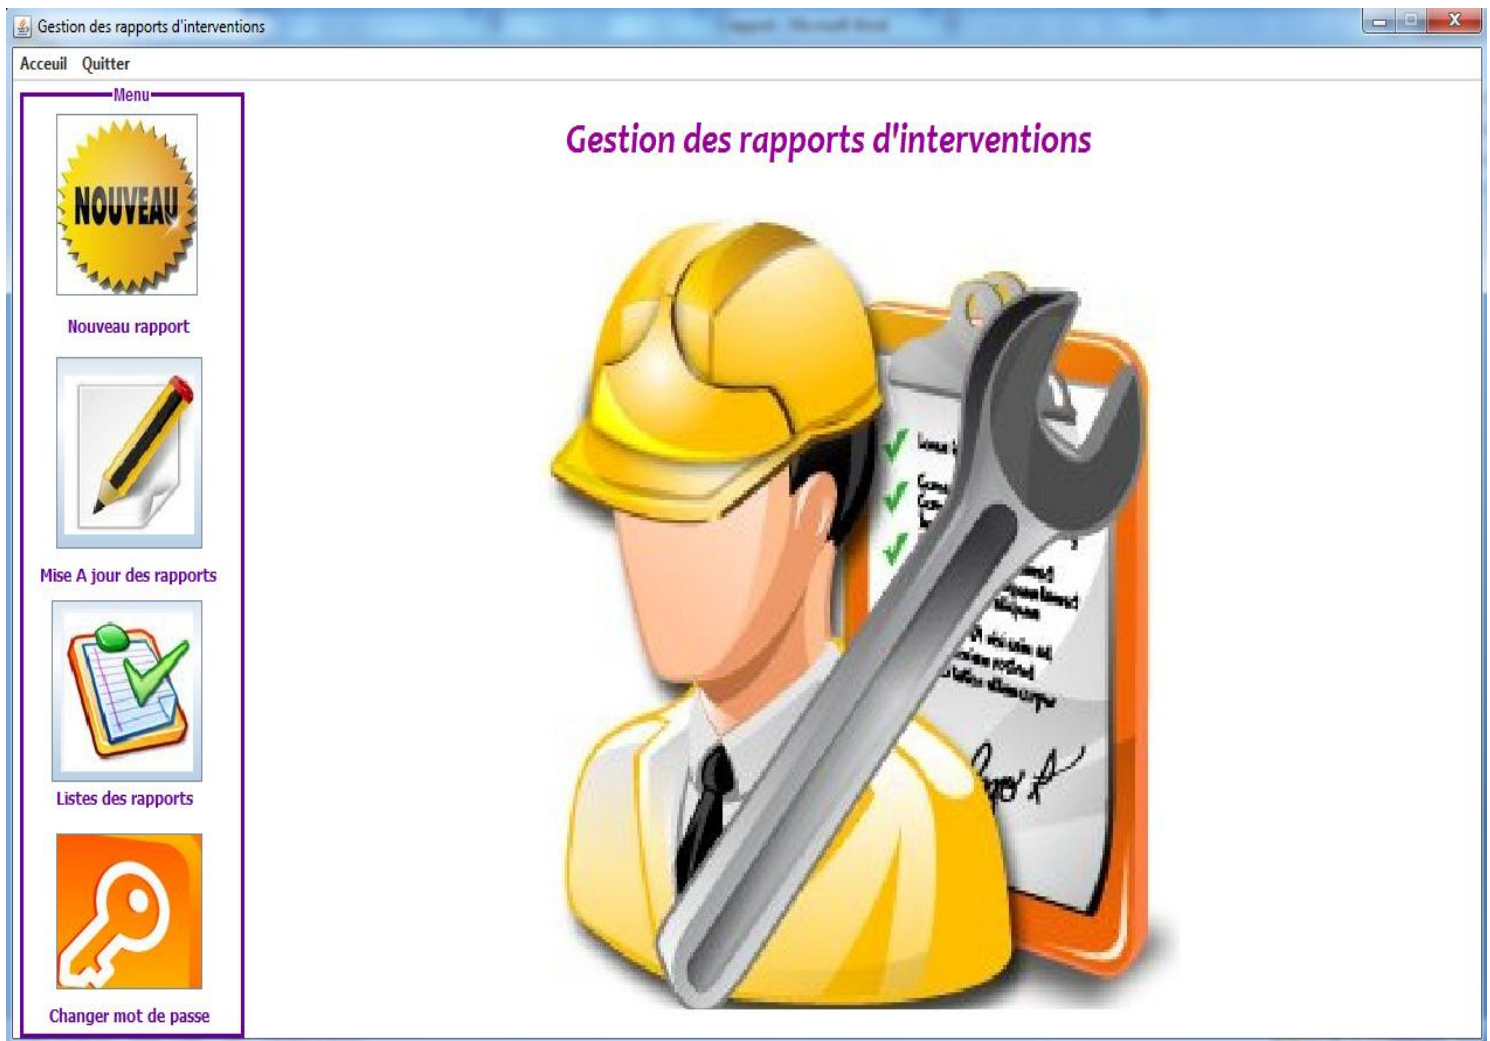 Gestion des rapports d'interventions
Acceuil Quitter
Menu
NOUVEAU
Nouveau rapport
Mise A jour des rapports
Listes des rapports
Changer mot de passe
Gestion des rapports d'interventions